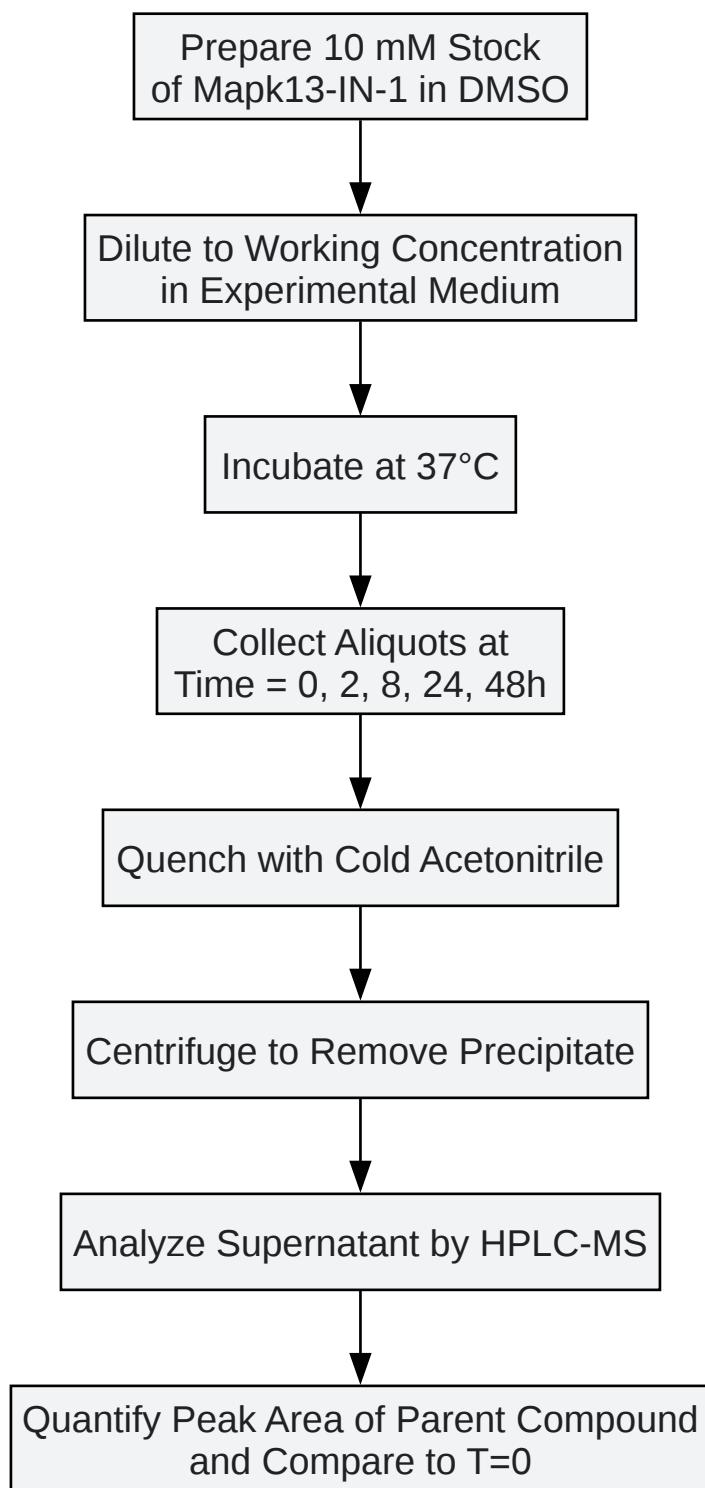 Prepare 10 mM Stock
of Mapk13-IN-1 in DMSO
Dilute to Working Concentration
in Experimental Medium
Incubate at 37°C
Collect Aliquots at
Time = 0, 2, 8, 24, 48h
Quench with Cold Acetonitrile
Centrifuge to Remove Precipitate
Analyze Supernatant by HPLC-MS
Quantify Peak Area of Parent Compound
and Compare to T=0